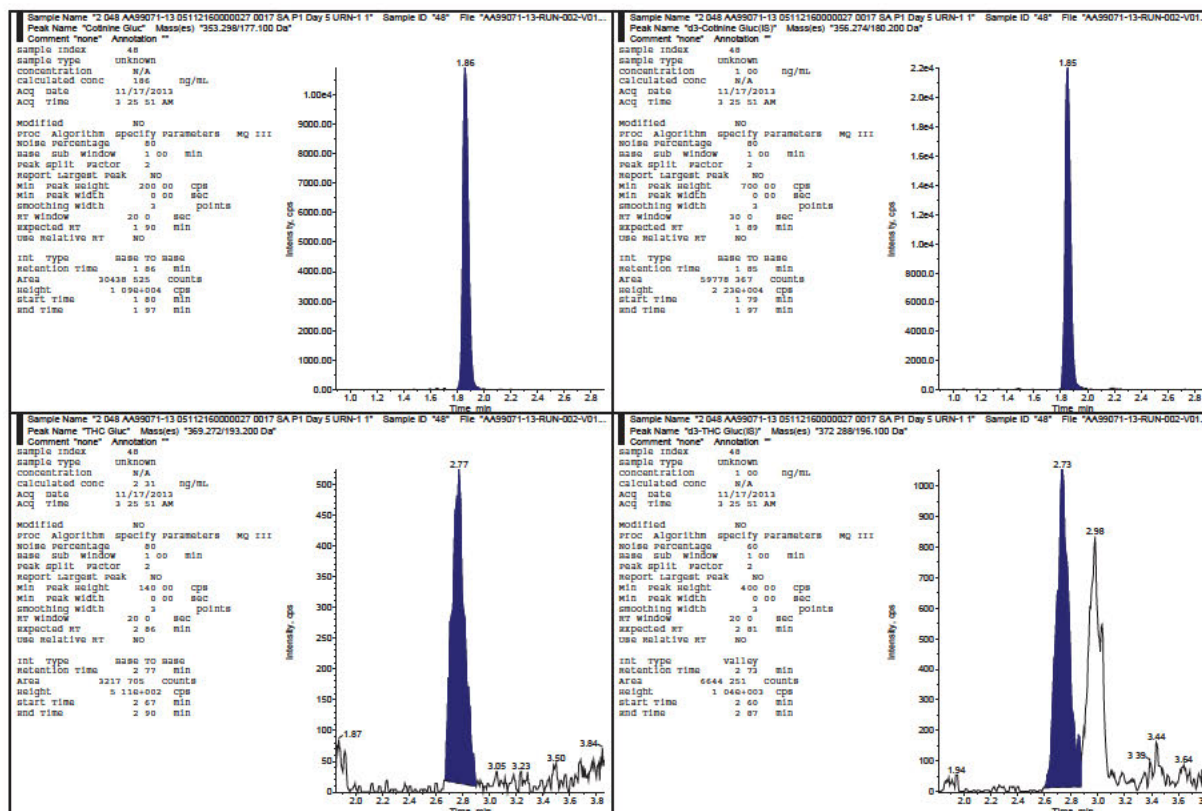 Sample Name "2 048 AA99071-13 05112160000027 0017 SA P1 Day 5 URN-1 1" Sample ID "48" File "AA99071-13-RUN-002-V01...
Peak Name "Cotinine Gluc" Mass(es) "353.298/177.100 Da"
Comment "none" Annotation ""
Sample Index 48
Sample Type Unknown
Concentration N/A
Calculated Conc 186 ng/mL
Acq Date 11/17/2013
Acq Time 3 25 51 AM
Modified NO
Proc Algorithm Specify Parameters MQ III
Noise Percentage 80
Base Sub Window 1 00 min
Peak Split Factor 2
Report Largest Peak NO
Min Peak Height 200 00 cps
Min Peak Width 0 00 sec
Smoothing Width 3 points
RT Window 20 0 sec
Expected RT 1 90 min
Use Relative RT NO
Int Type Base To Base
Retention Time 1 86 min
Area 30438 525 counts
Height 1 09e+004 cps
Start Time 1 80 min
End Time 1 97 min
1.86
Intensity, cps
1.00e4
9000.00
8000.00
7000.00
6000.00
5000.00
4000.00
3000.00
2000.00
1000.00
0.00
1.0 1.2 1.4 1.6 1.8 2.0 2.2 2.4 2.6 2.8
Time, min
Sample Name "2 048 AA99071-13 05112160000027 0017 SA P1 Day 5 URN-1 1" Sample ID "48" File "AA99071-13-RUN-002-V01...
Peak Name "d3-Cotinine Gluc(IS)" Mass(es) "356.274/180.200 Da"
Comment "none" Annotation ""
Sample Index 48
Sample Type Unknown
Concentration 1 00 ng/mL
Calculated Conc N/A
Acq Date 11/17/2013
Acq Time 3 25 51 AM
Modified NO
Proc Algorithm Specify Parameters MQ III
Noise Percentage 80
Base Sub Window 1 00 min
Peak Split Factor 2
Report Largest Peak NO
Min Peak Height 700 00 cps
Min Peak Width 0 00 sec
Smoothing Width 3 points
RT Window 30 0 sec
Expected RT 1 89 min
Use Relative RT NO
Int Type Base To Base
Retention Time 1 85 min
Area 59778 367 counts
Height 2 23e+004 cps
Start Time 1 79 min
End Time 1 97 min
1.85
Intensity, cps
2.2e4
2.0e4
1.8e4
1.6e4
1.4e4
1.2e4
1.0e4
8000.0
6000.0
4000.0
2000.0
0.0
1.0 1.2 1.4 1.6 1.8 2.0 2.2 2.4 2.6 2.8
Time, min
Sample Name "2 048 AA99071-13 05112160000027 0017 SA P1 Day 5 URN-1 1" Sample ID "48" File "AA99071-13-RUN-002-V01...
Peak Name "THC Gluc" Mass(es) "369.272/193.200 Da"
Comment "none" Annotation ""
Sample Index 48
Sample Type Unknown
Concentration N/A
Calculated Conc 2 31 ng/mL
Acq Date 11/17/2013
Acq Time 3 25 51 AM
Modified NO
Proc Algorithm Specify Parameters MQ III
Noise Percentage 80
Base Sub Window 1 00 min
Peak Split Factor 2
Report Largest Peak NO
Min Peak Height 140 00 cps
Min Peak Width 0 00 sec
Smoothing Width 3 points
RT Window 20 0 sec
Expected RT 2 86 min
Use Relative RT NO
Int Type Base To Base
Retention Time 2 77 min
Area 3217 705 counts
Height 5 11e+002 cps
Start Time 2 67 min
End Time 2 90 min
2.77
Intensity, cps
500
450
400
350
300
250
200
150
100
50
0
1.87
3.05
3.23
3.50
3.84
2.0 2.2 2.4 2.6 2.8 3.0 3.2 3.4 3.6 3.8
Time, min
Sample Name "2 048 AA99071-13 05112160000027 0017 SA P1 Day 5 URN-1 1" Sample ID "48" File "AA99071-13-RUN-002-V01...
Peak Name "d3-THC Gluc(IS)" Mass(es) "372 288/196.100 Da"
Comment "none" Annotation ""
Sample Index 48
Sample Type Unknown
Concentration 1 00 ng/mL
Calculated Conc N/A
Acq Date 11/17/2013
Acq Time 3 25 51 AM
Modified NO
Proc Algorithm Specify Parameters MQ III
Noise Percentage 60
Base Sub Window 1 00 min
Peak Split Factor 2
Report Largest Peak NO
Min Peak Height 400 00 cps
Min Peak Width 0 00 sec
Smoothing Width 3 points
RT Window 20 0 sec
Expected RT 2 81 min
Use Relative RT NO
Int Type Valley
Retention Time 2 73 min
Area 6644 251 counts
Height 1 04e+003 cps
Start Time 2 60 min
End Time 2 87 min
2.73
2.98
Intensity, cps
1000
900
800
700
600
500
400
300
200
100
0
1.94
3 39
3.44
3.64
2.0 2.2 2.4 2.6 2.8 3.0 3.2 3.4 3.6 3.8
Time, min